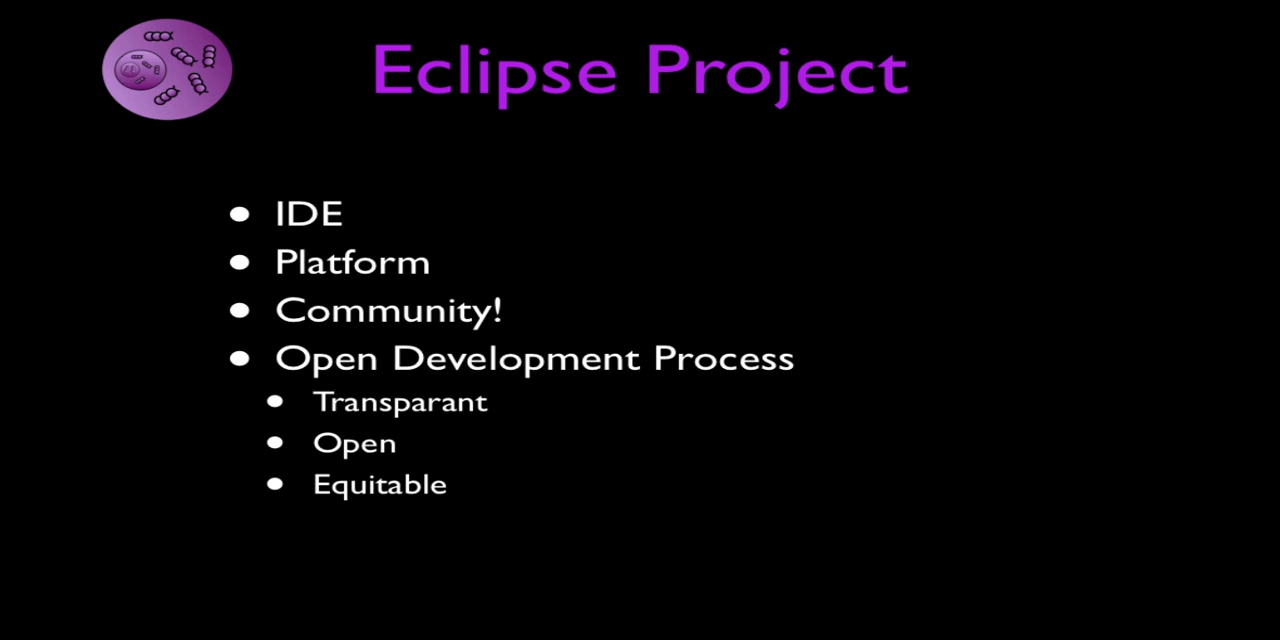 Eclipse Project
IDE
Platform
Community!
Open Development Process
Transparant
Open
Equitable